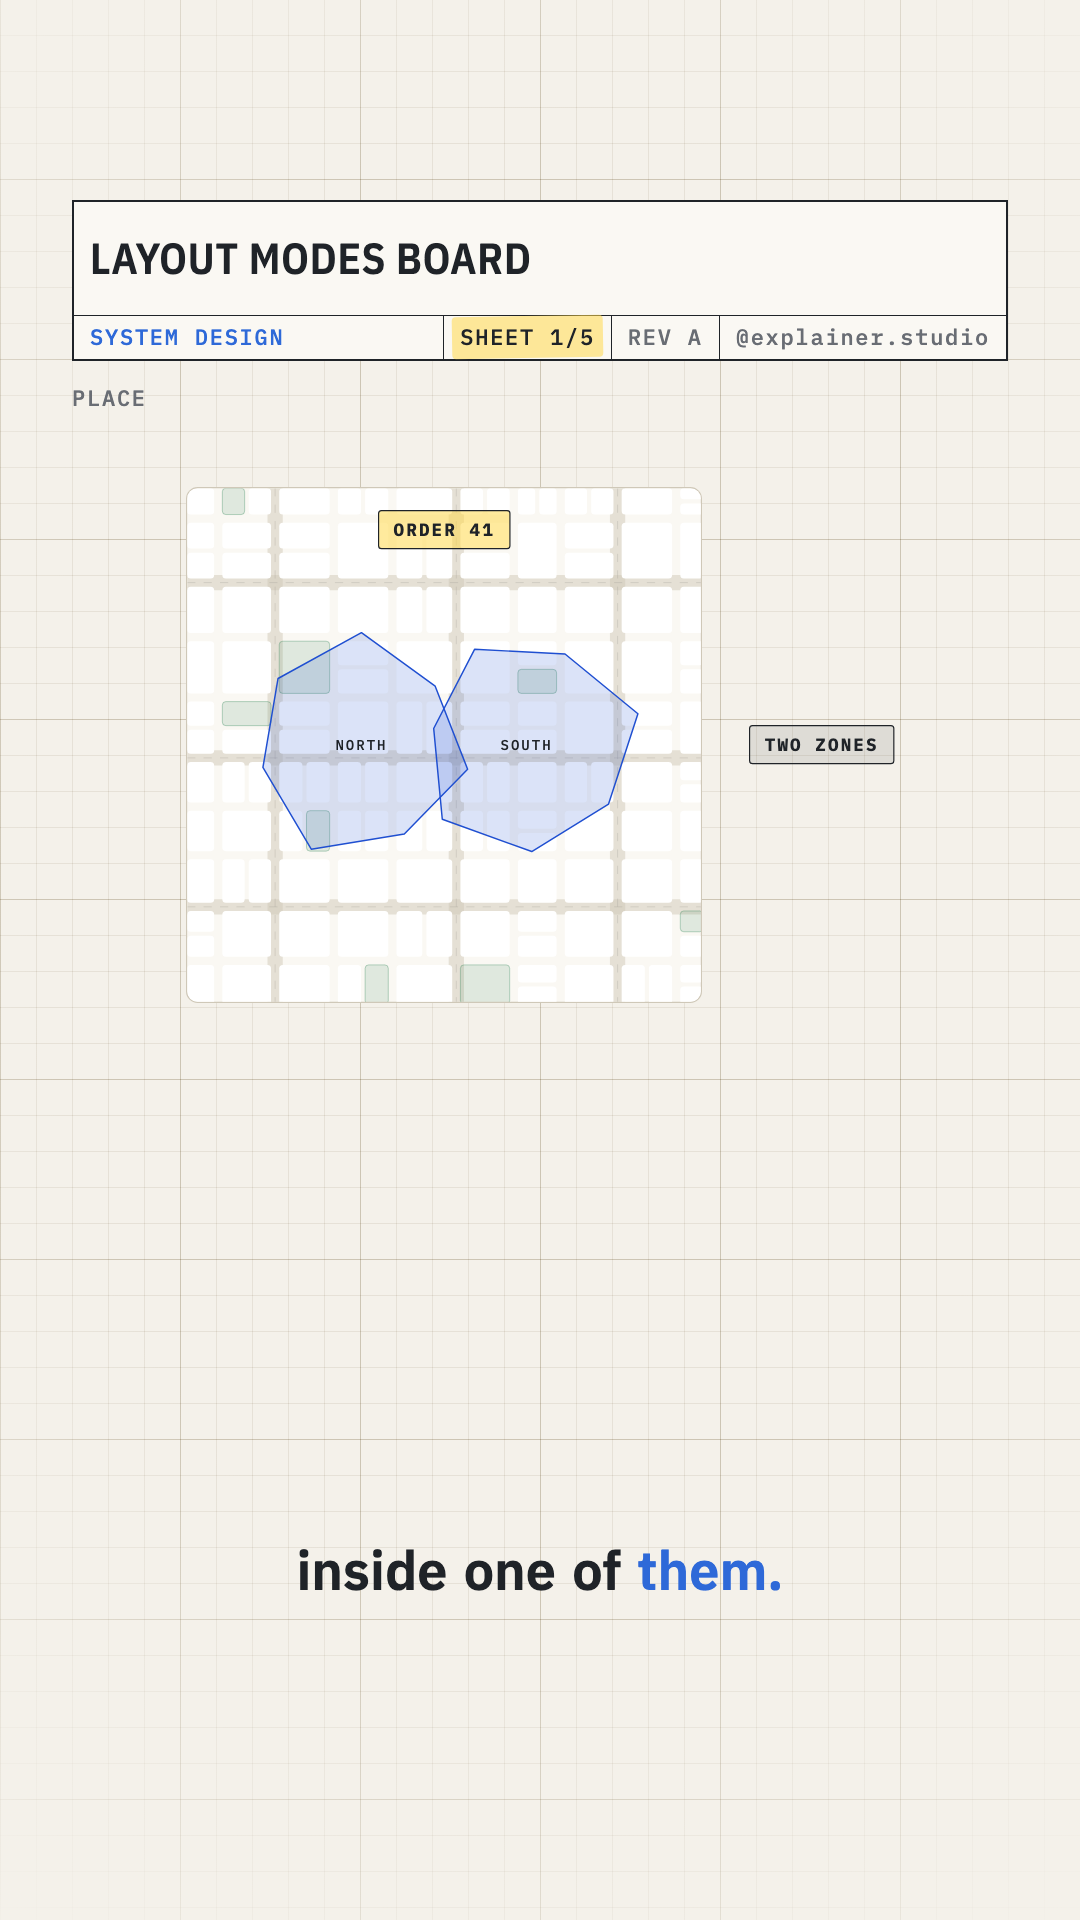 LAYOUT MODES BOARD
SYSTEM DESIGN
SHEET 1/5
REV A
@explainer.studio
PLACE
ORDER 41
NORTH
SOUTH
TWO ZONES
inside one of them.